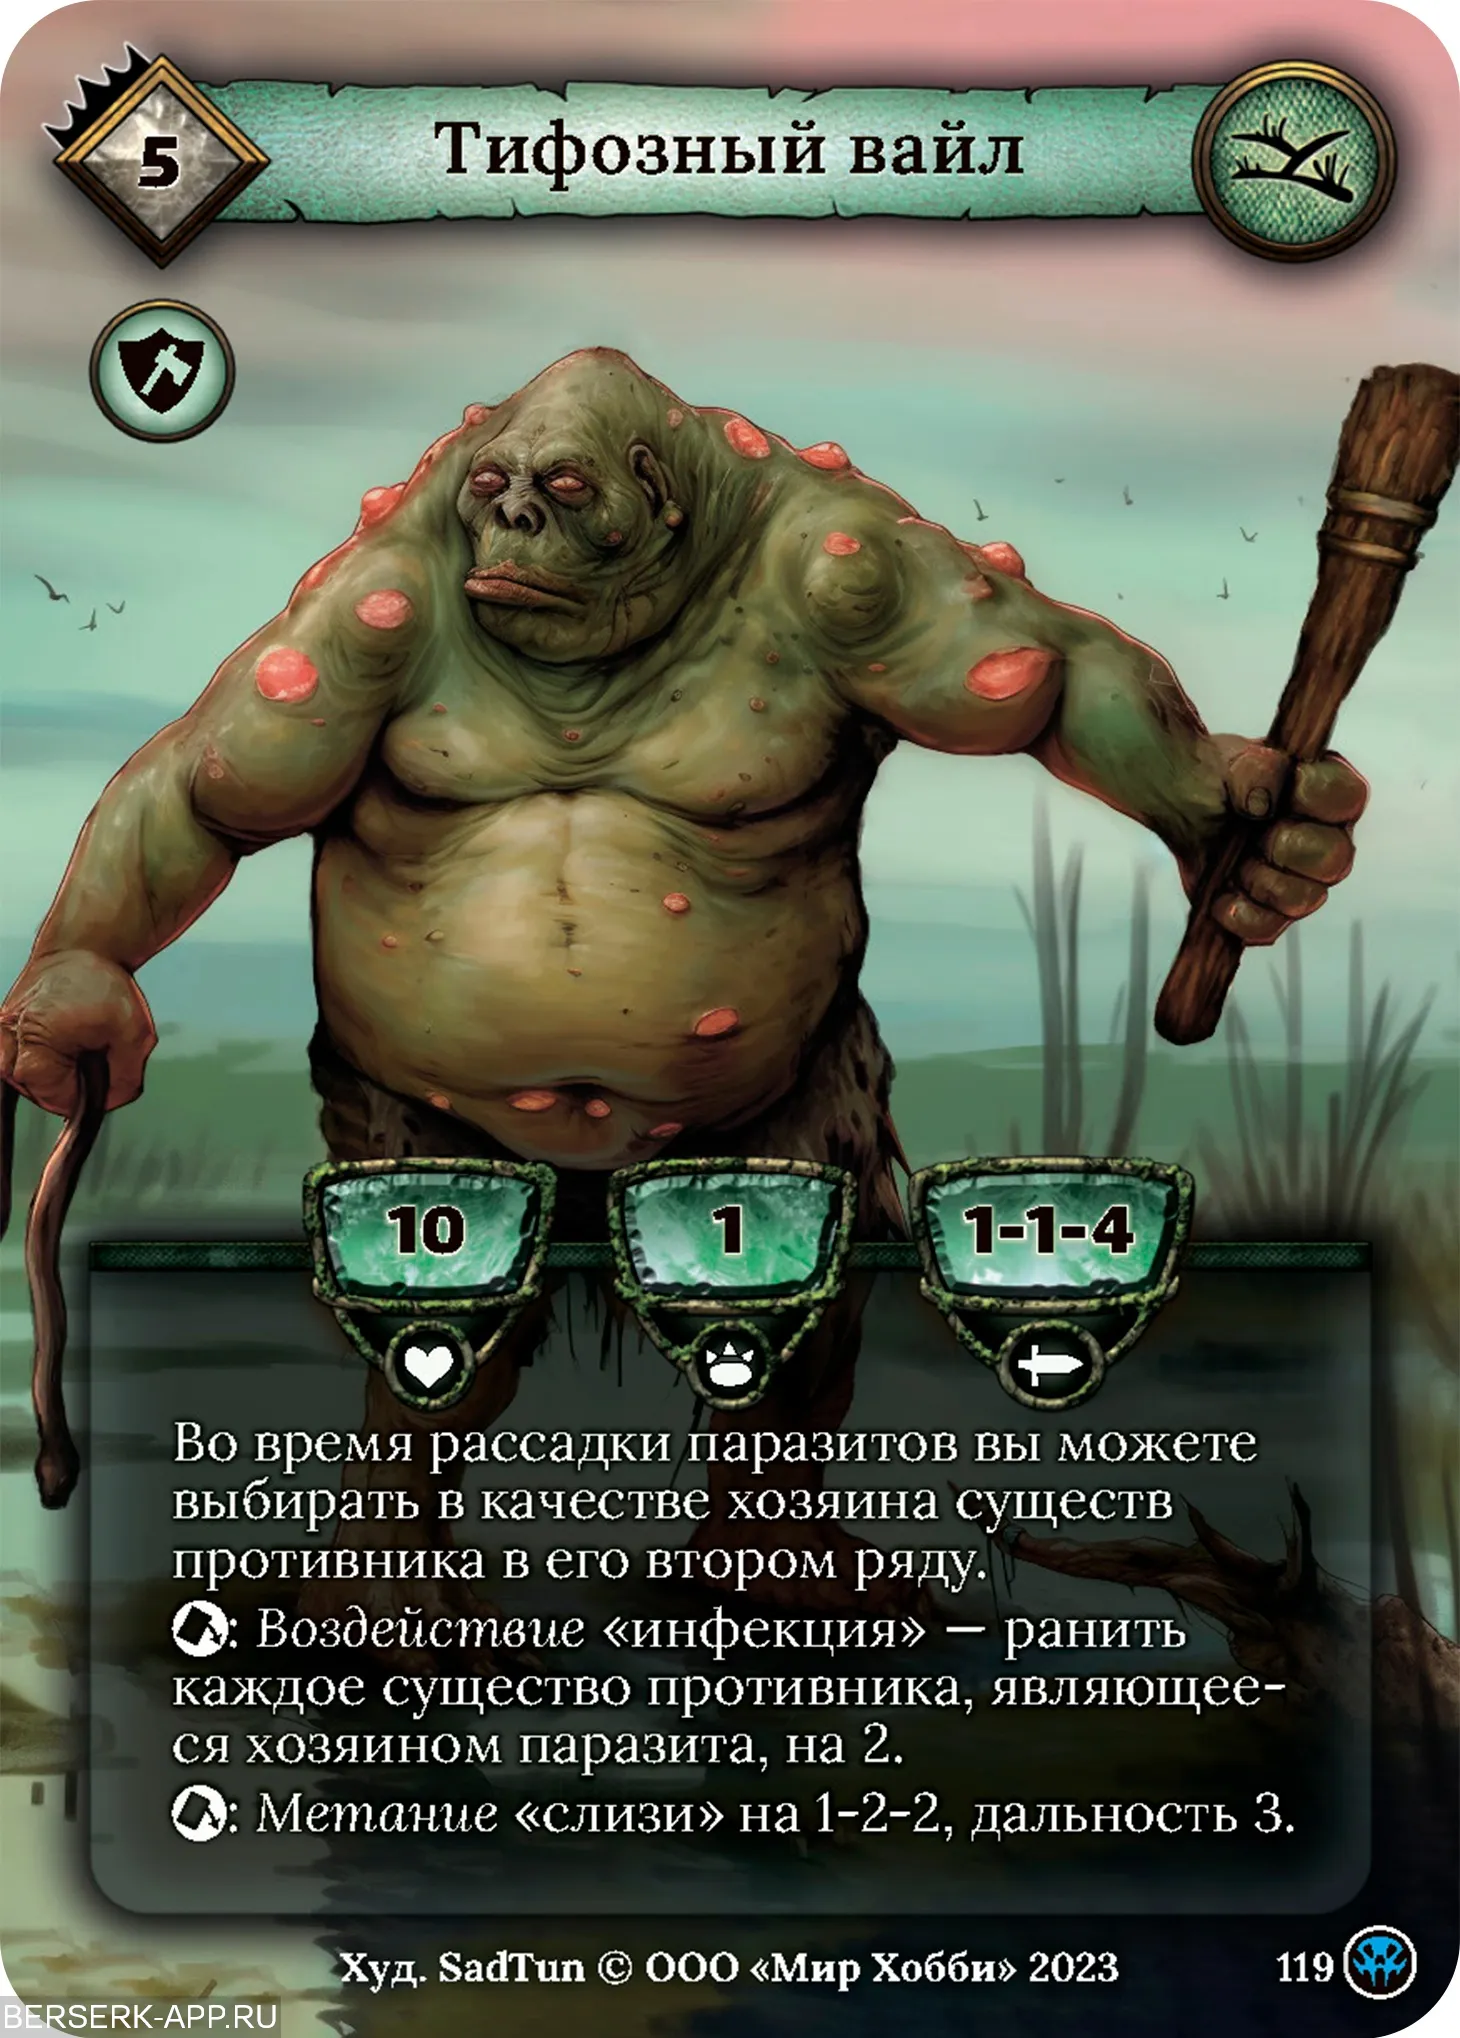 5
Тифозный вайл
10
1
1-1-4
Во время рассадки паразитов вы можете
выбирать в качестве хозяина существ
противника в его втором ряду.
: Воздействие «инфекция» — ранить
каждое существо противника, являющее-
ся хозяином паразита, на 2.
: Метание «слизи» на 1-2-2, дальность 3.
Худ. SadTun © ООО «Мир Хобби» 2023
119
BERSERK-APP.RU